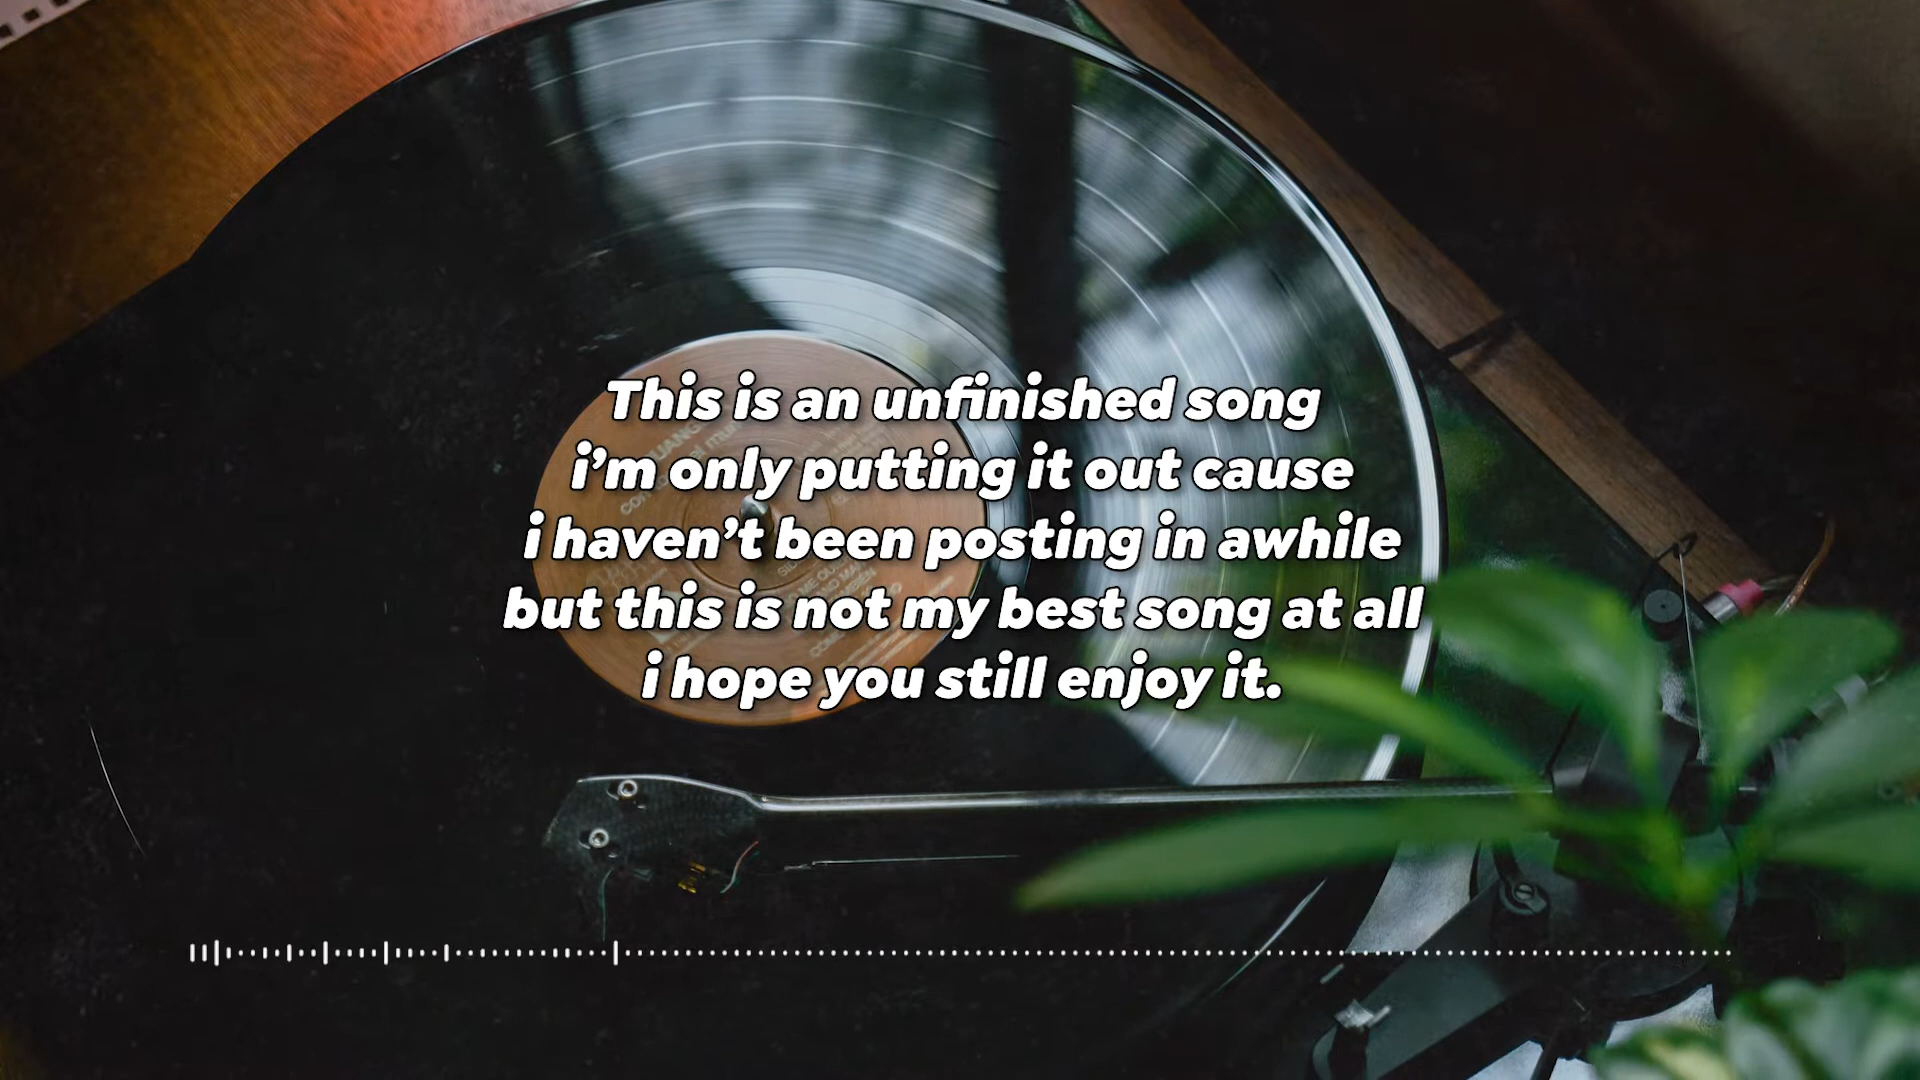 This is an unfinished song
i’m only putting it out cause
i haven’t been posting in awhile
but this is not my best song at all
i hope you still enjoy it.